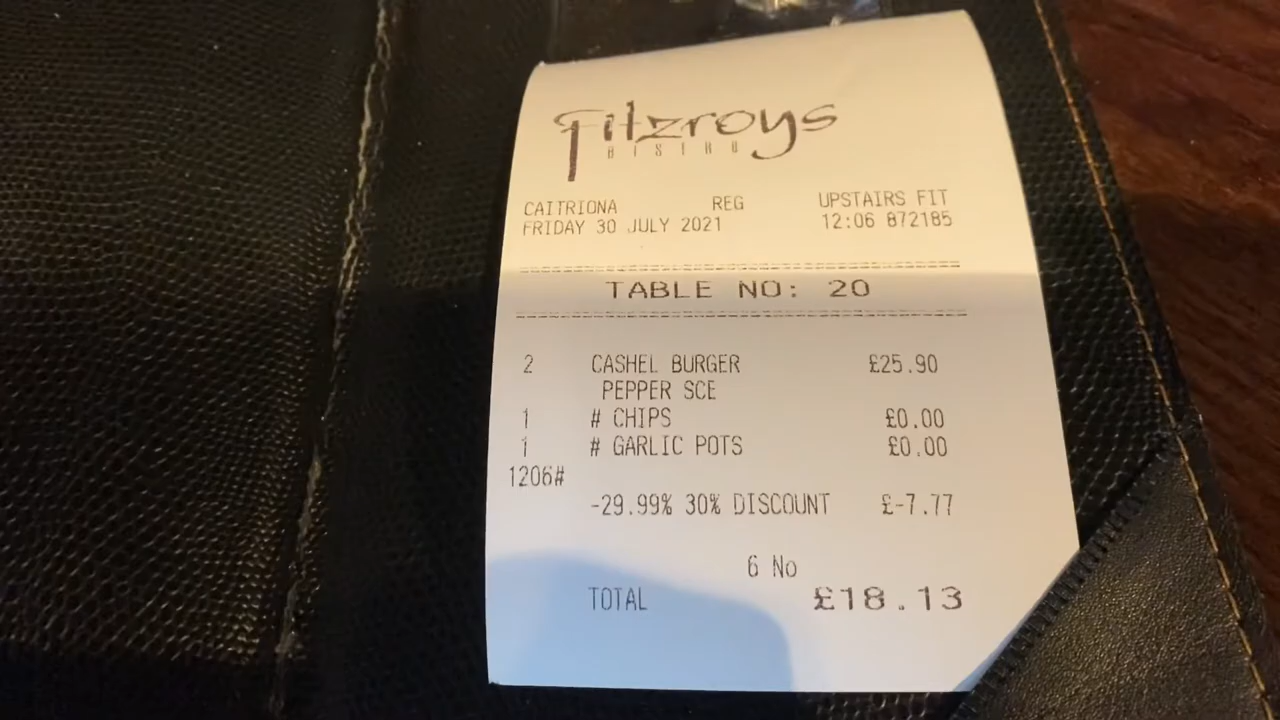 Fitzroys
BISTRO
CAITRIONA REG UPSTAIRS FIT
FRIDAY 30 JULY 2021 12:06 872185
TABLE NO: 20
2 CASHEL BURGER £25.90
PEPPER SCE
1 # CHIPS £0.00
1 # GARLIC POTS £0.00
1206#
-29.99% 30% DISCOUNT £-7.77
6 No
TOTAL £18.13